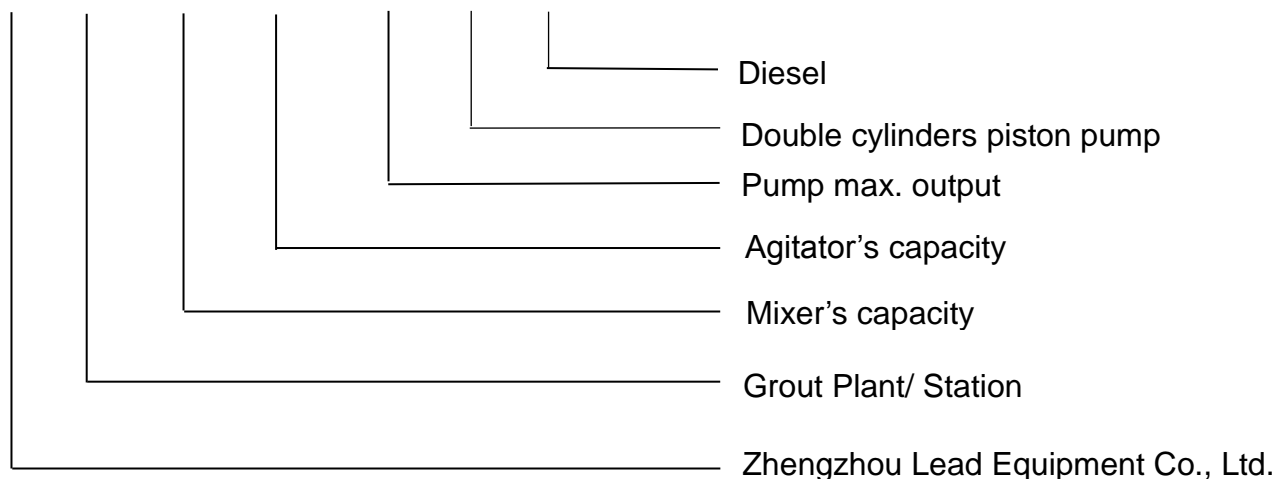 Diesel
Double cylinders piston pump
Pump max. output
Agitator’s capacity
Mixer’s capacity
Grout Plant/ Station
Zhengzhou Lead Equipment Co., Ltd.